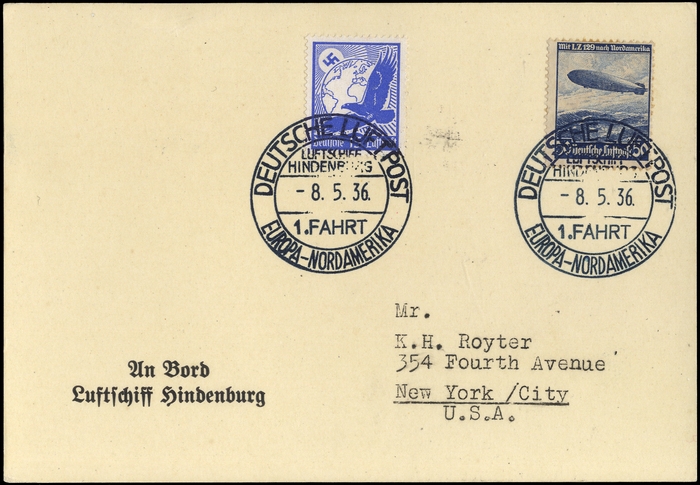 Mit LZ 129 nach Nordamerika
Deutsche Luftpost
DEUTSCHE LUFTPOST
LUFTSCHIFF
HINDENBURG
- 8. 5. 36.
1. FAHRT
EUROPA-NORDAMERIKA
DEUTSCHE LUFTPOST
LUFTSCHIFF
HINDENBURG
- 8. 5. 36.
1. FAHRT
EUROPA-NORDAMERIKA
Mr.
K.H. Royter
354 Fourth Avenue
New York /City
U.S.A.
An Bord
Luftschiff Hindenburg